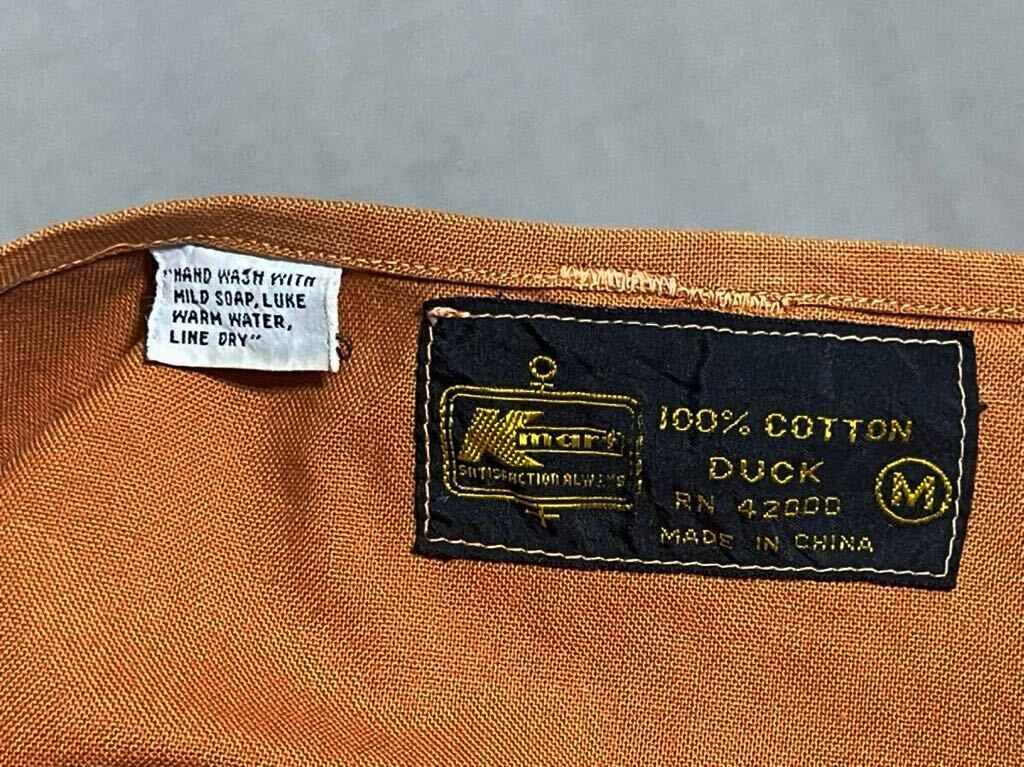 "HAND WASH WITH
MILD SOAP, LUKE
WARM WATER,
LINE DRY"
Kmart
SATISFACTION ALWAYS
100% COTTON
DUCK
RN 42000
MADE IN CHINA
M